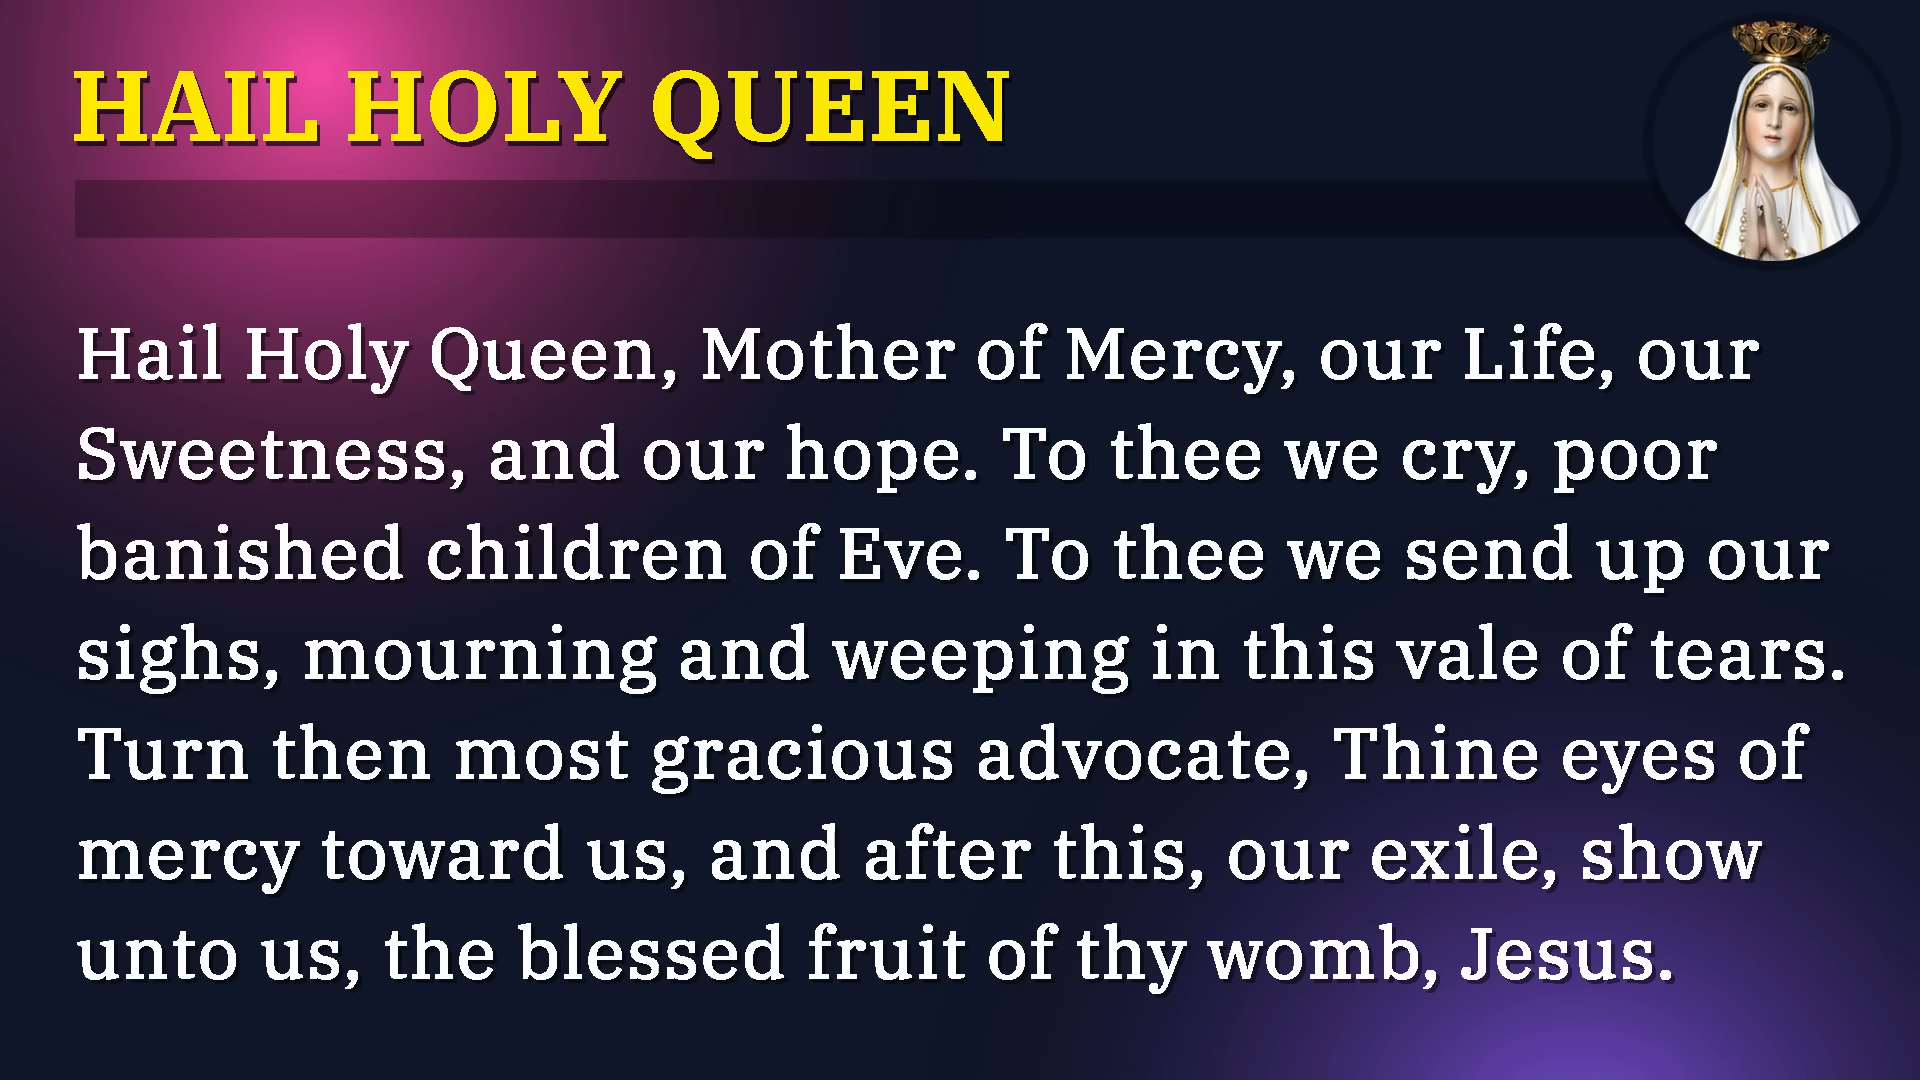 HAIL HOLY QUEEN
Hail Holy Queen, Mother of Mercy, our Life, our
Sweetness, and our hope. To thee we cry, poor
banished children of Eve. To thee we send up our
sighs, mourning and weeping in this vale of tears.
Turn then most gracious advocate, Thine eyes of
mercy toward us, and after this, our exile, show
unto us, the blessed fruit of thy womb, Jesus.